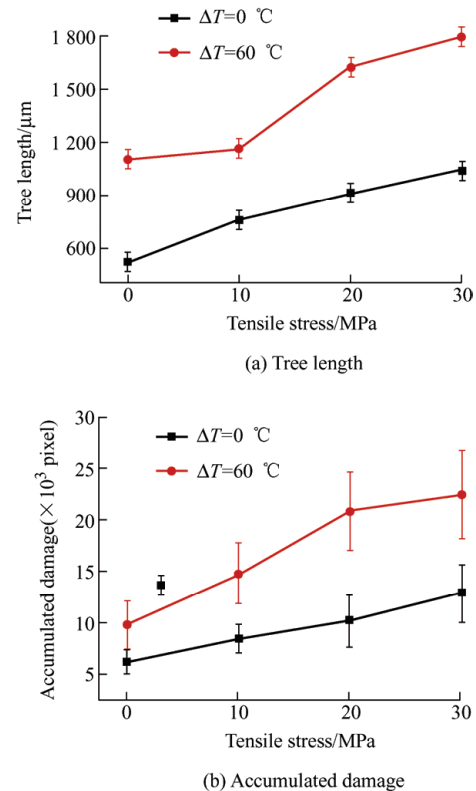 1 800
1 500
1 200
900
600
Tree length/μm
ΔT=0 ℃
ΔT=60 ℃
0 10 20 30
Tensile stress/MPa
(a) Tree length
30
25
20
15
10
5
Accumulated damage(×10³ pixel)
ΔT=0 ℃
ΔT=60 ℃
0 10 20 30
Tensile stress/MPa
(b) Accumulated damage